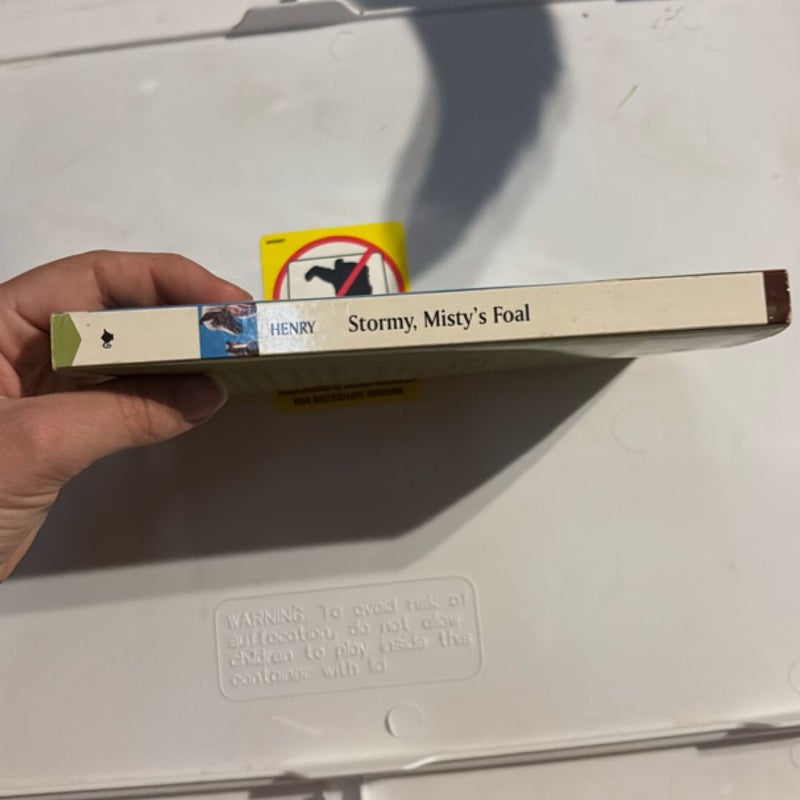 HENRY Stormy, Misty's Foal
WARNING: To avoid risk of
suffocation, do not allow
children to play inside this
container with lid